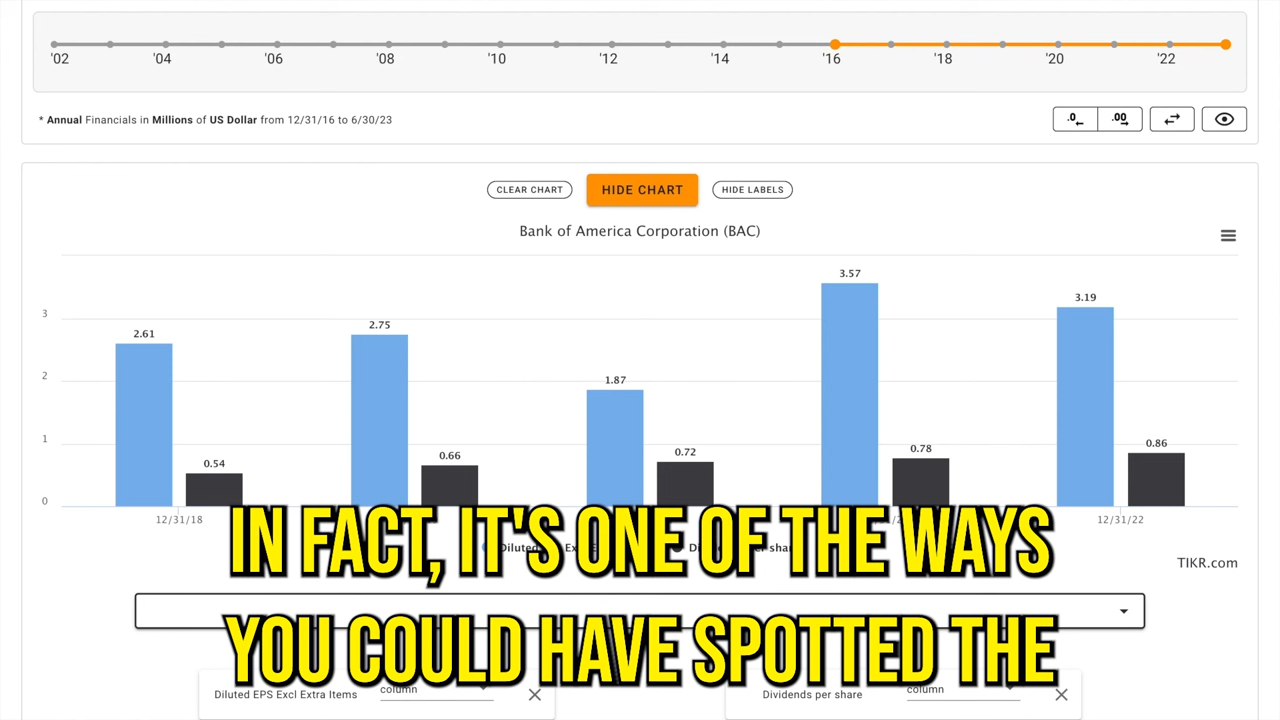 '02 '04 '06 '08 '10 '12 '14 '16 '18 '20 '22
* Annual Financials in Millions of US Dollar from 12/31/16 to 6/30/23
.0 .00
CLEAR CHART HIDE CHART HIDE LABELS
Bank of America Corporation (BAC)
3.57
3.19
3
2.75
2.61
2
1.87
1
0.86
0.78
0.72
0.66
0.54
0
12/31/18 12/31/22
IN FACT, IT'S ONE OF THE WAYS
Diluted
TIKR.com
YOU COULD HAVE SPOTTED THE
Diluted EPS Excl Extra Items column Dividends per share column